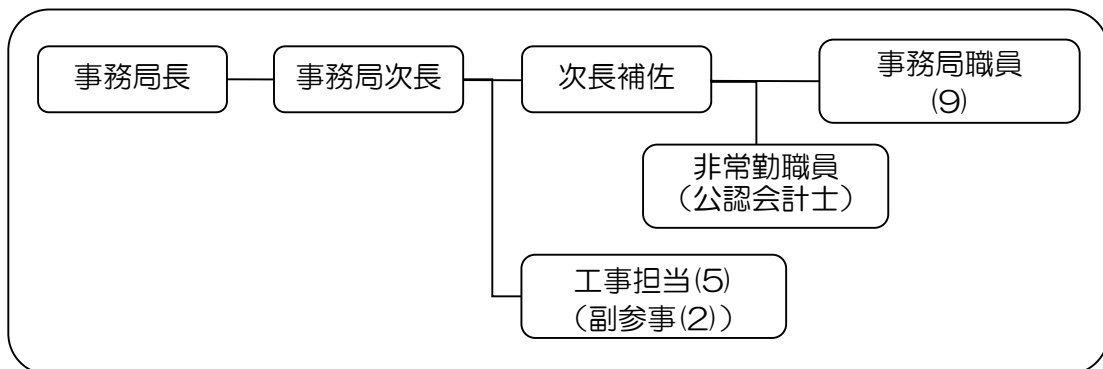 事務局長
事務局次長
次長補佐
事務局職員
(9)
非常勤職員
（公認会計士）
工事担当(5)
（副参事(2)）